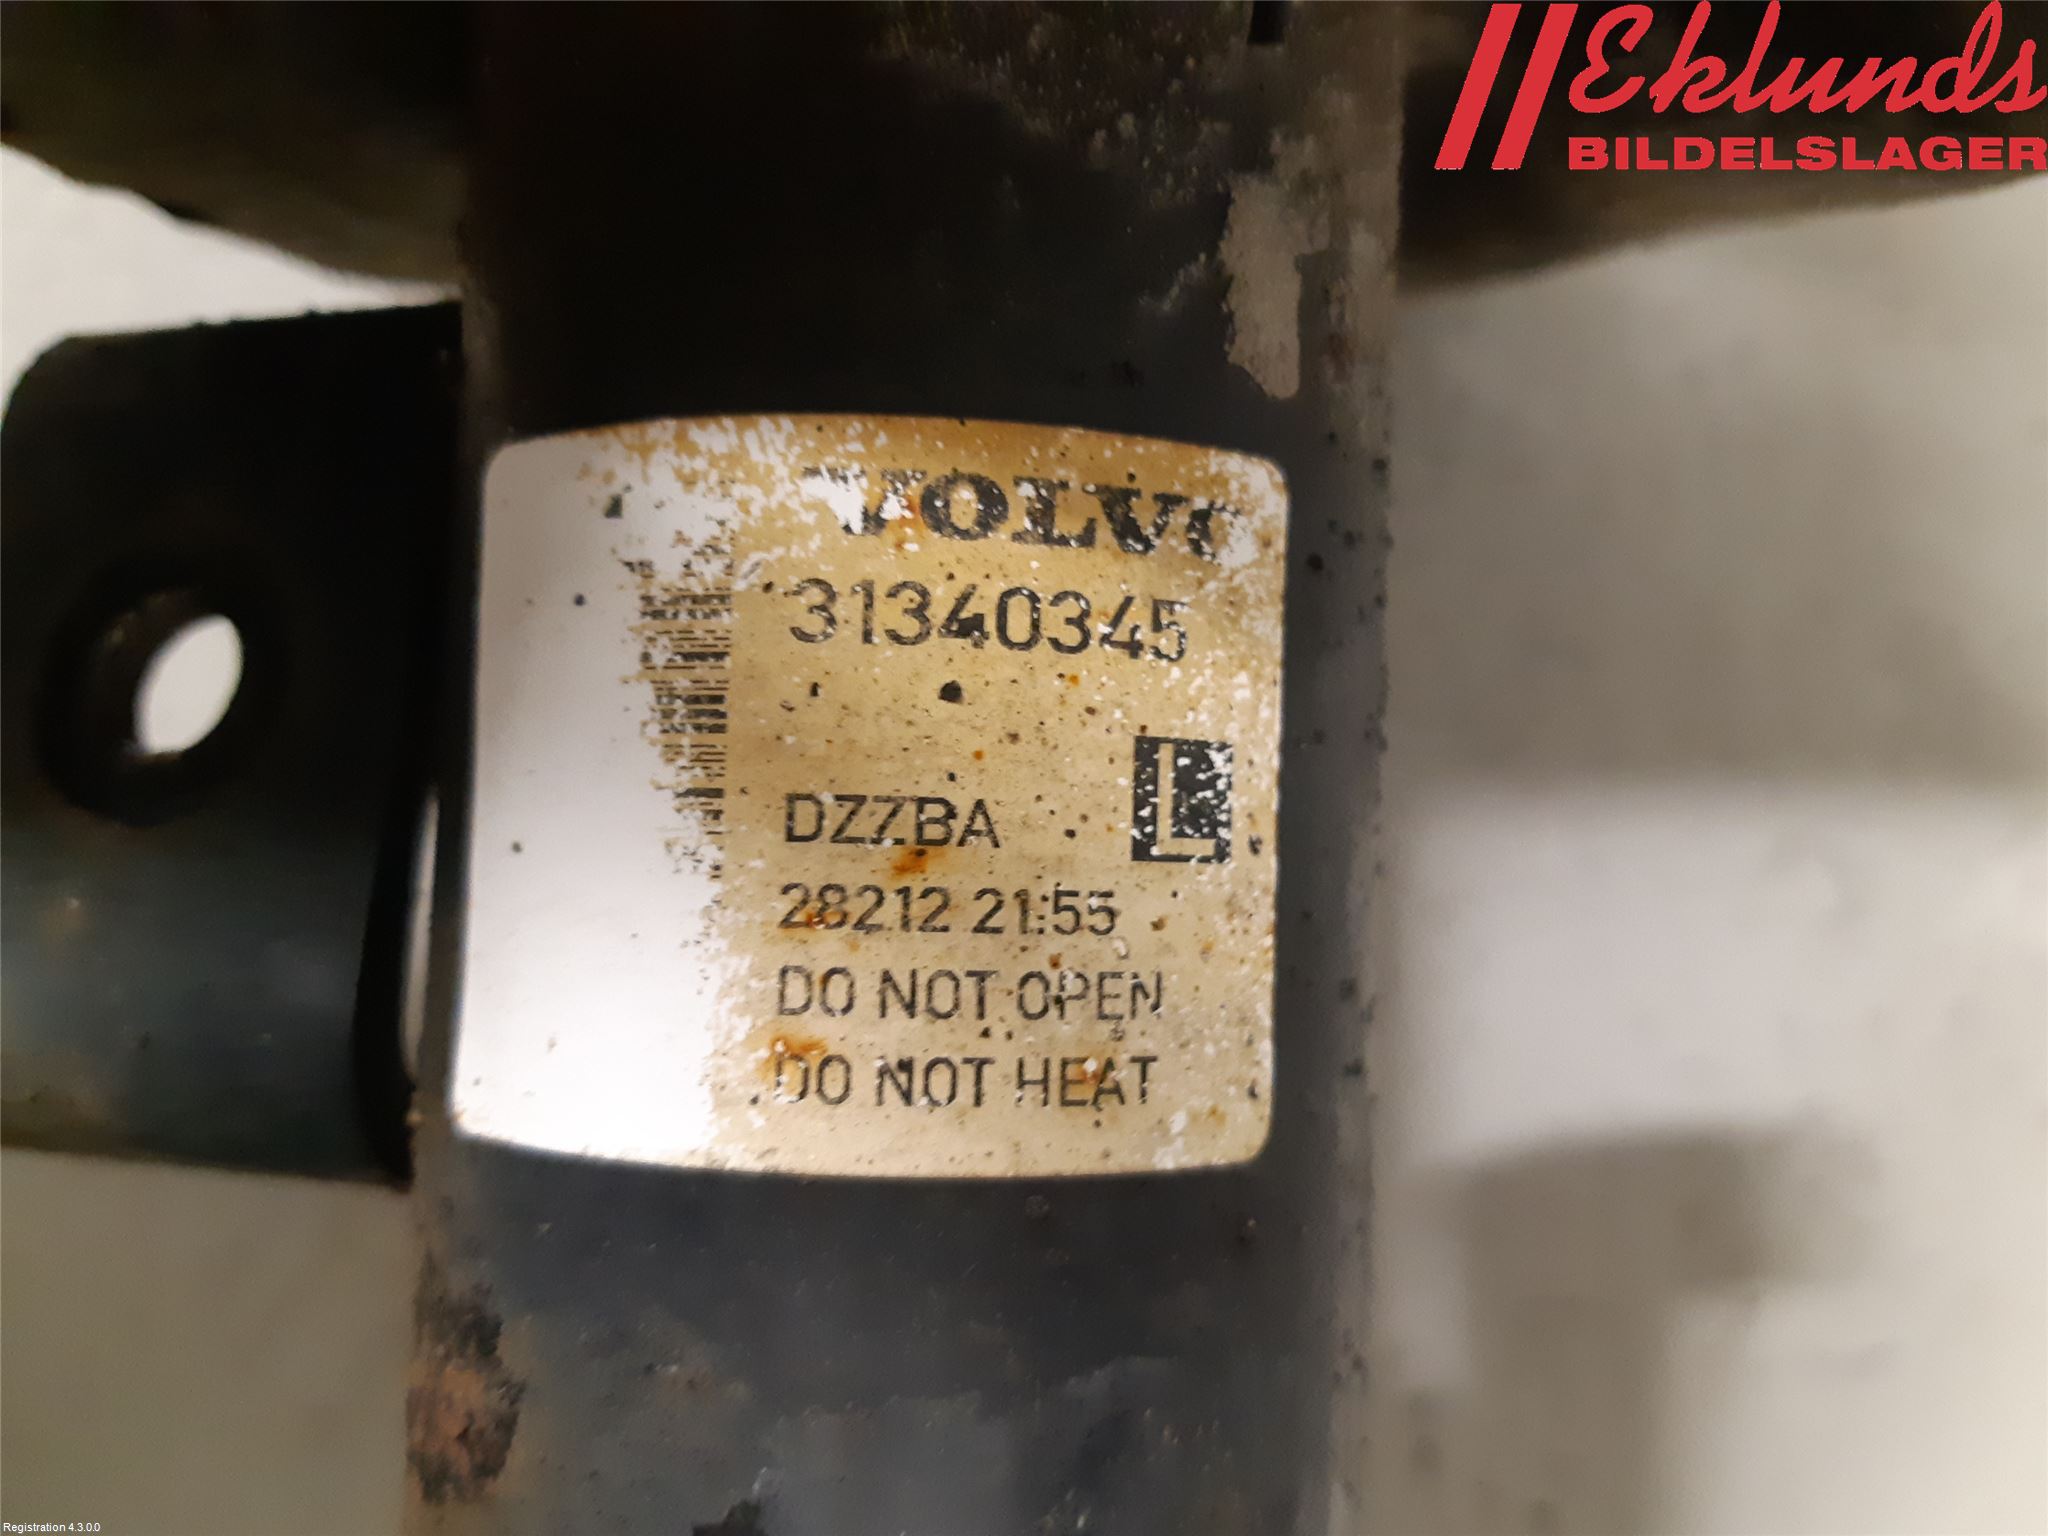 Eklunds
BILDELSLAGER
VOLVO
31340345
DZZBA
L
28212 21:55
DO NOT OPEN
DO NOT HEAT
Registration 4.3.0.0